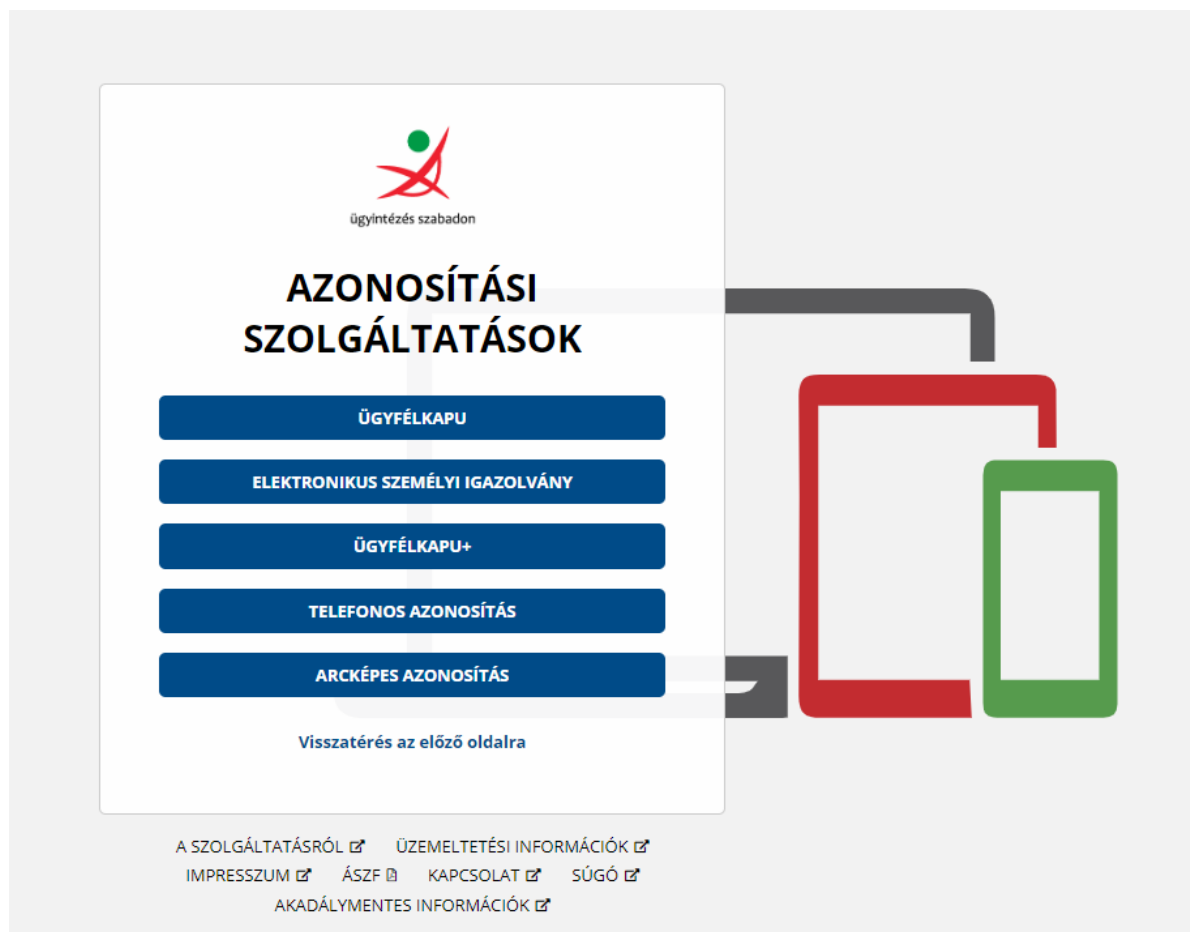 ügyintézés szabadon
AZONOSÍTÁSI
SZOLGÁLTATÁSOK
ÜGYFÉLKAPU
ELEKTRONIKUS SZEMÉLYI IGAZOLVÁNY
ÜGYFÉLKAPU+
TELEFONOS AZONOSÍTÁS
ARCKÉPES AZONOSÍTÁS
Visszatérés az előző oldalra
A SZOLGÁLTATÁSRÓL ÜZEMELTETÉSI INFORMÁCIÓK
IMPRESSZUM ÁSZF KAPCSOLAT SÚGÓ
AKADÁLYMENTES INFORMÁCIÓK